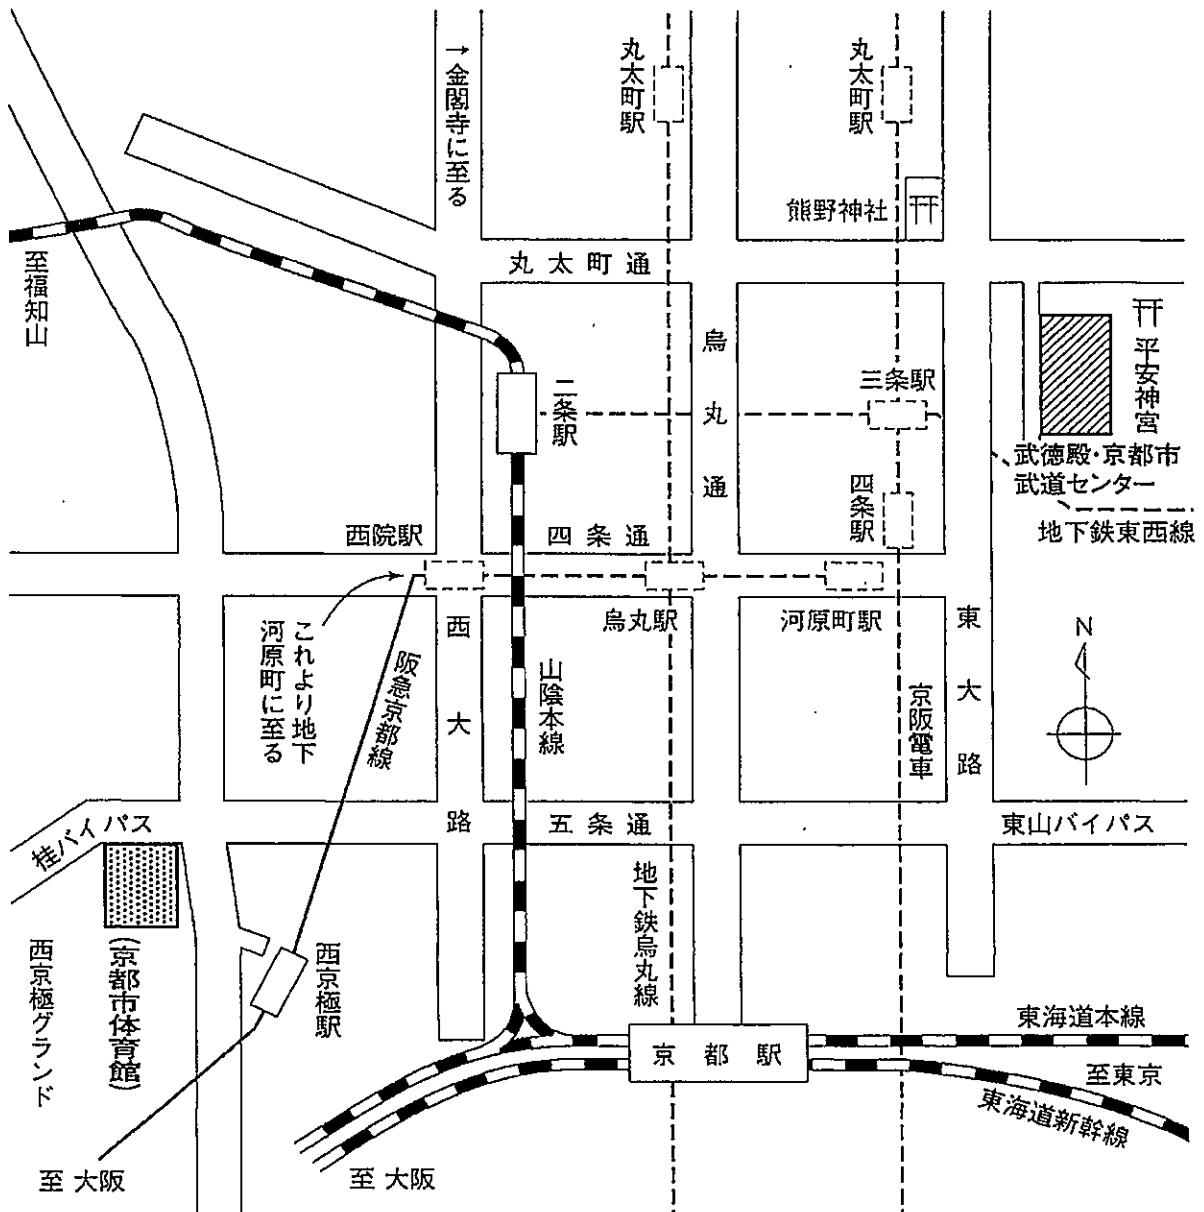 →金閣寺に至る
丸太町駅
丸太町駅
熊野神社
至福知山
丸太町通
烏丸通
二条駅
三条駅
平安神宮
武徳殿・京都市
武道センター
地下鉄東西線
四条駅
西院駅
四条通
烏丸駅
河原町駅
これより地下
河原町に至る
阪急京都線
西大路
山陰本線
京阪電車
東大路
N
桂バイパス
五条通
東山バイパス
地下鉄烏丸線
西京極グランド
(京都市体育館)
西京極駅
京都駅
東海道本線
至東京
東海道新幹線
至 大阪
至 大阪